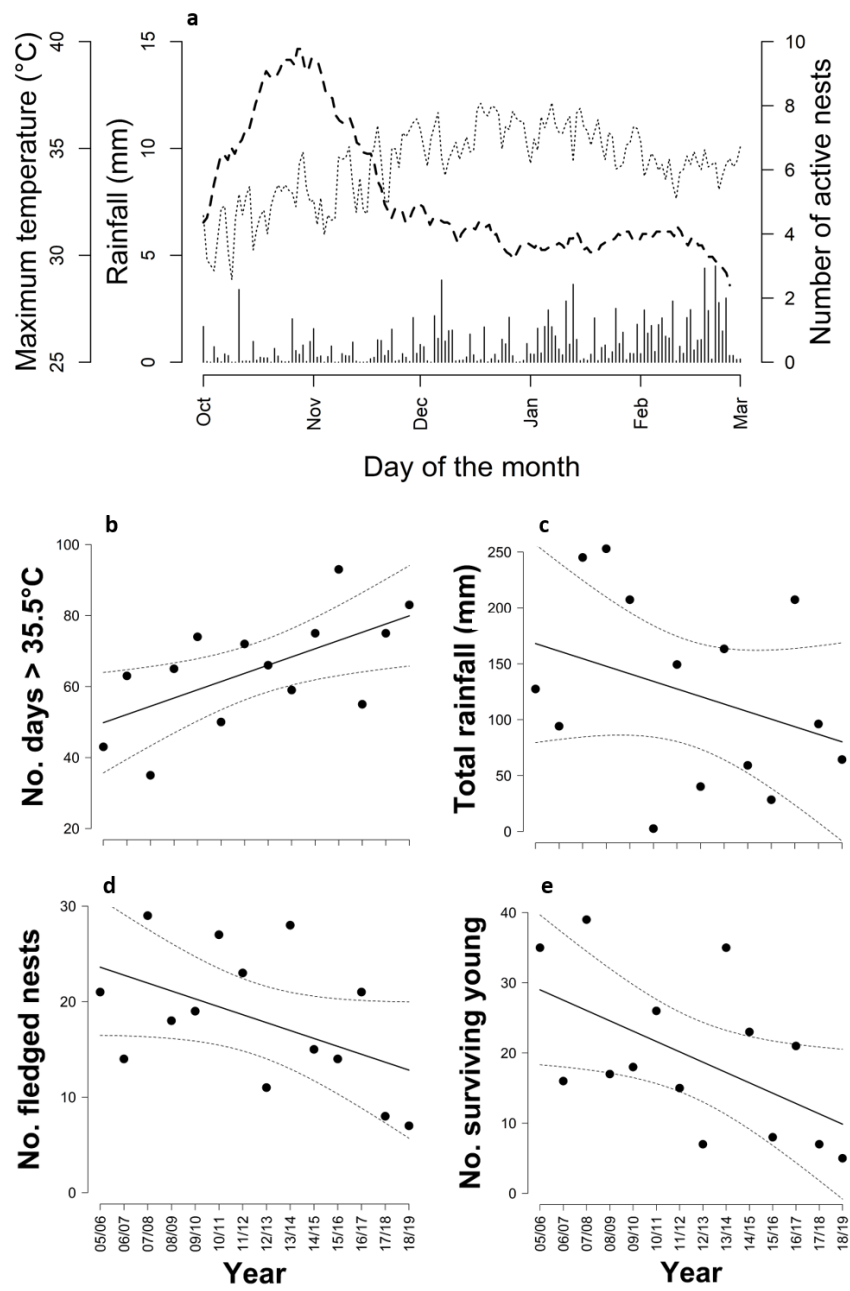 a
Maximum temperature (°C)
40
35
30
25
Rainfall (mm)
15
10
5
0
Number of active nests
10
8
6
4
2
0
Oct
Nov
Dec
Jan
Feb
Mar
Day of the month
b
No. days > 35.5°C
100
80
60
40
20
c
Total rainfall (mm)
250
200
150
100
50
0
d
No. fledged nests
30
20
10
0
05/06
06/07
07/08
08/09
09/10
10/11
11/12
12/13
13/14
14/15
15/16
16/17
17/18
18/19
Year
e
No. surviving young
40
30
20
10
0
05/06
06/07
07/08
08/09
09/10
10/11
11/12
12/13
13/14
14/15
15/16
16/17
17/18
18/19
Year